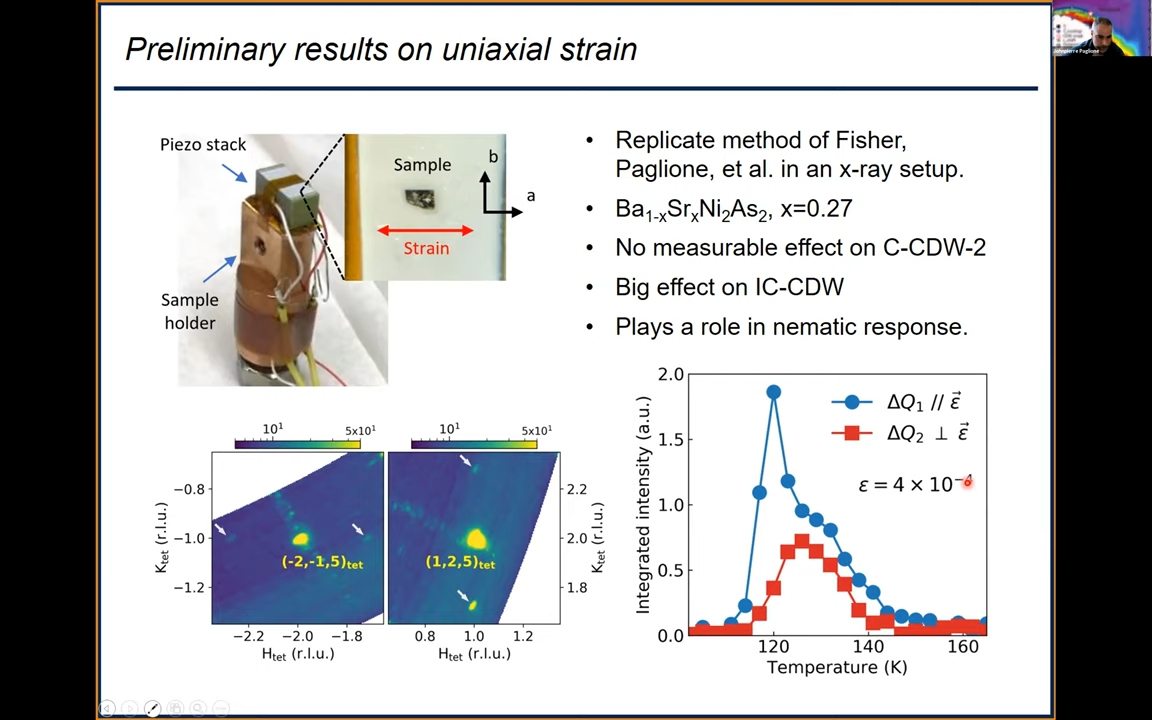 Preliminary results on uniaxial strain
Johnpierre Paglione
Piezo stack
Sample
b
a
Strain
Sample
holder
• Replicate method of Fisher,
Paglione, et al. in an x-ray setup.
• Ba₁₋ₓSrₓNi₂As₂, x=0.27
• No measurable effect on C-CDW-2
• Big effect on IC-CDW
• Plays a role in nematic response.
10¹ 5x10¹
10¹ 5x10¹
−0.8
−1.0
−1.2
Ktet (r.l.u.)
(-2,-1,5)tet
−2.2 −2.0 −1.8
Htet (r.l.u.)
2.2
2.0
1.8
Ktet (r.l.u.)
(1,2,5)tet
0.8 1.0 1.2
Htet (r.l.u.)
2.0
1.5
1.0
0.5
0.0
Integrated intensity (a.u.)
ΔQ₁ // ε⃗
ΔQ₂ ⊥ ε⃗
ε = 4 × 10⁻⁴
120 140 160
Temperature (K)